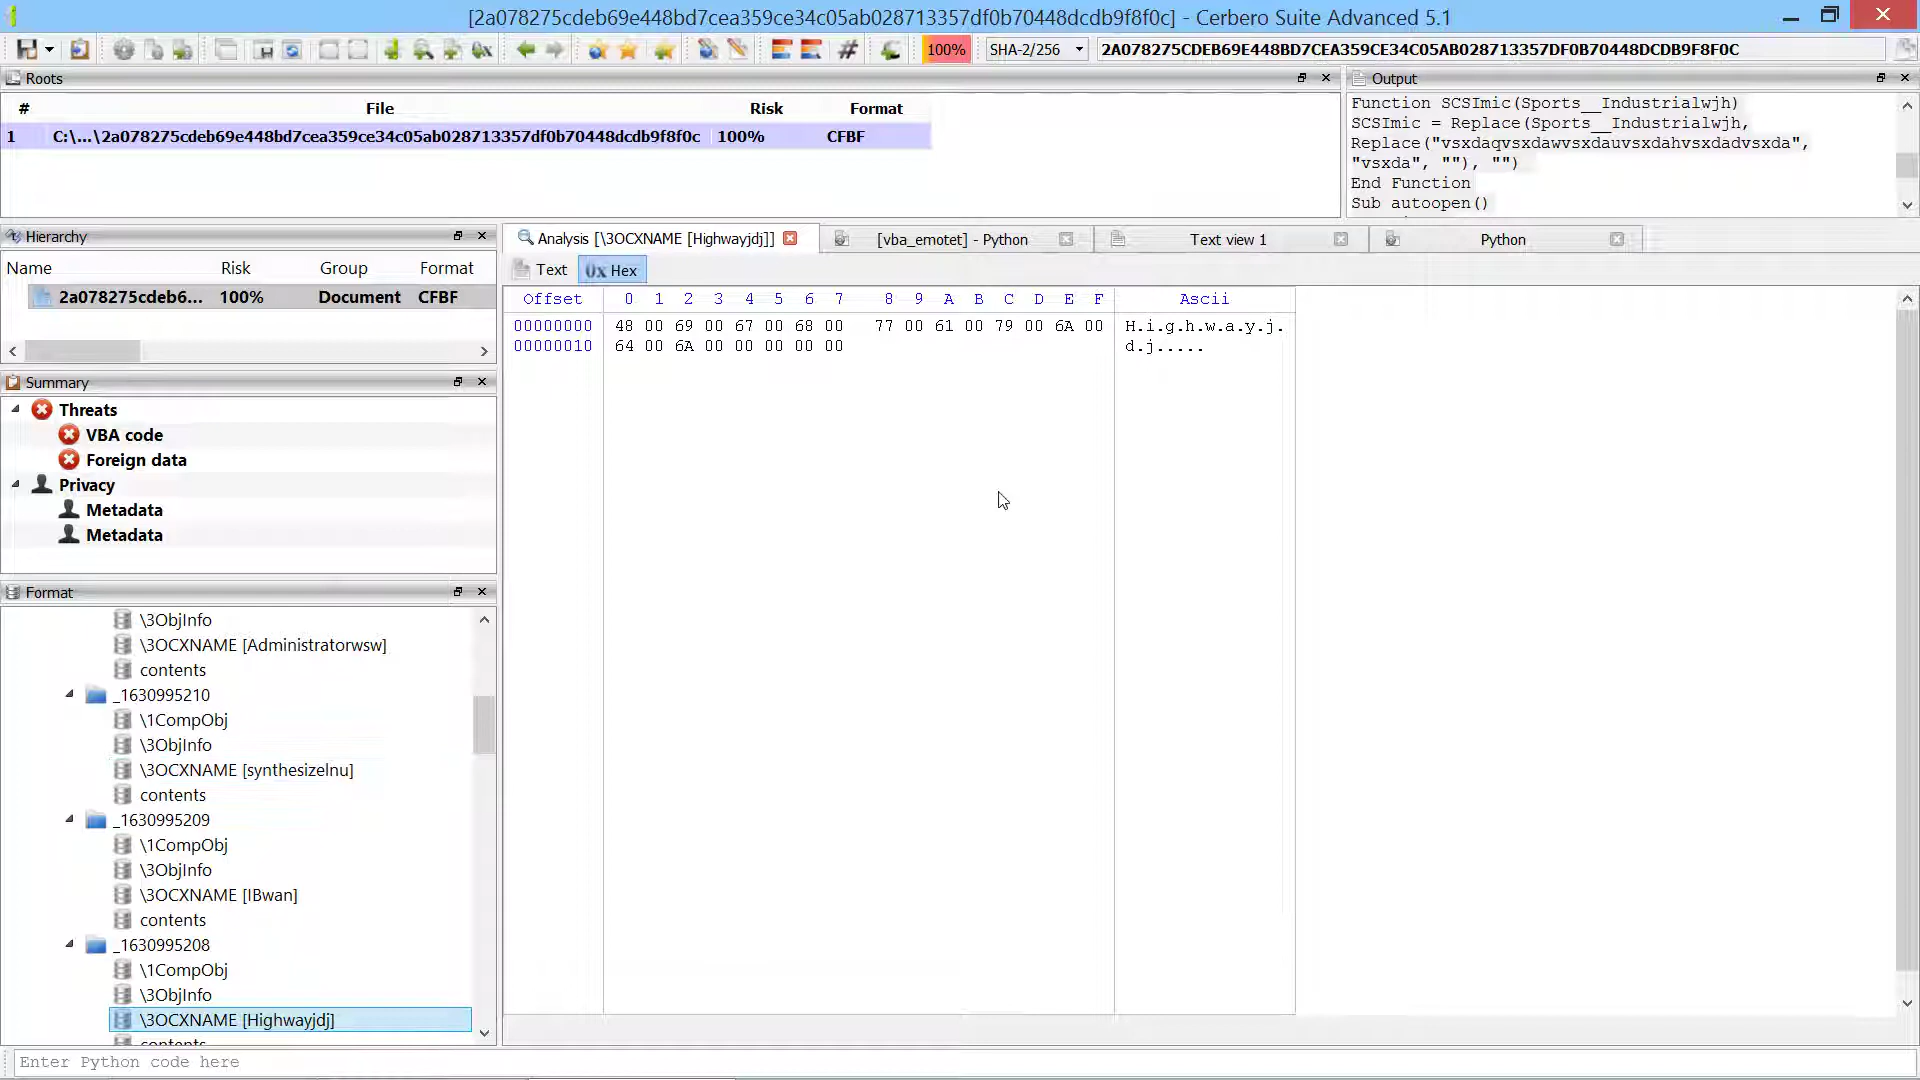 [2a078275cdeb69e448bd7cea359ce34c05ab028713357df0b70448dcdb9f8f0c] - Cerbero Suite Advanced 5.1
100%
SHA-2/256
2A078275CDEB69E448BD7CEA359CE34C05AB028713357DF0B70448DCDB9F8F0C
Roots
# File Risk Format
1 C:\...\2a078275cdeb69e448bd7cea359ce34c05ab028713357df0b70448dcdb9f8f0c 100% CFBF
Output
Function SCSImic(Sports__Industrialwjh)
SCSImic = Replace(Sports__Industrialwjh,
Replace("vsxdaqvsxdawvsxdauvsxdahvsxdadvsxda",
"vsxda", ""), "")
End Function
Sub autoopen()
Hierarchy
Name Risk Group Format
2a078275cdeb6... 100% Document CFBF
Summary
Threats
VBA code
Foreign data
Privacy
Metadata
Metadata
Format
\3ObjInfo
\3OCXNAME [Administratorwsw]
contents
_1630995210
\1CompObj
\3ObjInfo
\3OCXNAME [synthesizelnu]
contents
_1630995209
\1CompObj
\3ObjInfo
\3OCXNAME [IBwan]
contents
_1630995208
\1CompObj
\3ObjInfo
\3OCXNAME [Highwayjdj]
contents
Analysis [\3OCXNAME [Highwayjdj]]
[vba_emotet] - Python
Text view 1
Python
Text
0x Hex
Offset 0 1 2 3 4 5 6 7 8 9 A B C D E F Ascii
00000000 48 00 69 00 67 00 68 00 77 00 61 00 79 00 6A 00 H.i.g.h.w.a.y.j.
00000010 64 00 6A 00 00 00 00 00 d.j.....
Enter Python code here